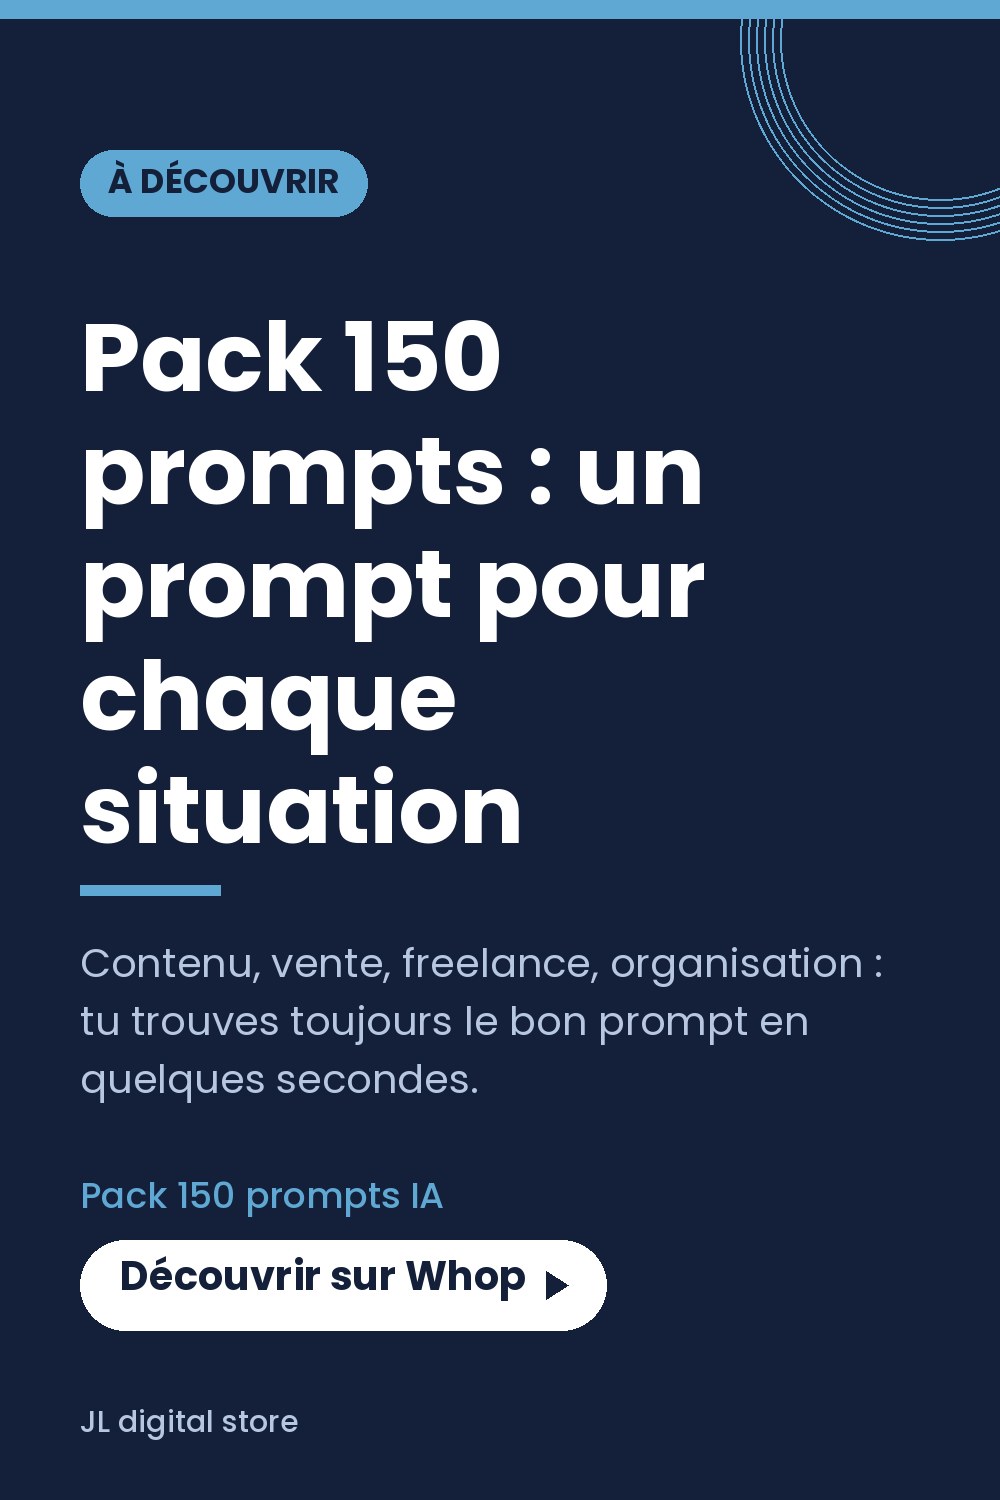 À DÉCOUVRIR
Pack 150
prompts : un
prompt pour
chaque
situation
Contenu, vente, freelance, organisation :
tu trouves toujours le bon prompt en
quelques secondes.
Pack 150 prompts IA
Découvrir sur Whop
JL digital store